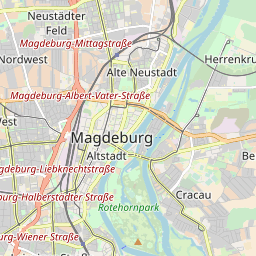 Neustädter
Feld
Magdeburg-Mittagstraße
Nordwest
Alte Neustadt
Herrenkru
Magdeburg-Albert-Vater-Straße
West
Magdeburg
Altstadt
Be
agdeburg-Liebknechtstraße
Cracau
burg-Halberstädter Straße
Rotehornpark
burg-Wiener Straße